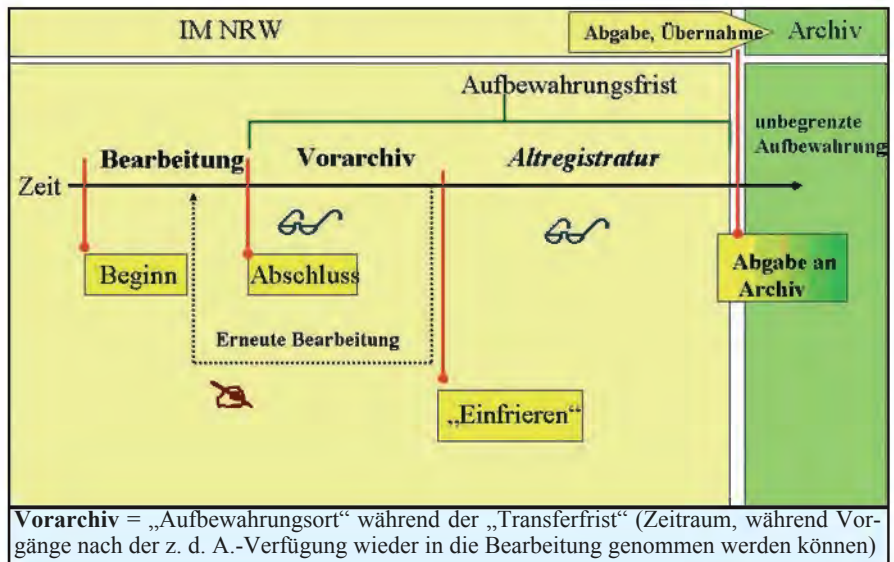 IM NRW
Abgabe, Übernahme
Archiv
Aufbewahrungsfrist
unbegrenzte
Aufbewahrung
Bearbeitung
Vorarchiv
Altregistratur
Zeit
Beginn
Abschluss
Abgabe an
Archiv
Erneute Bearbeitung
„Einfrieren“
Vorarchiv = „Aufbewahrungsort“ während der „Transferfrist“ (Zeitraum, während Vor-
gänge nach der z. d. A.-Verfügung wieder in die Bearbeitung genommen werden können)